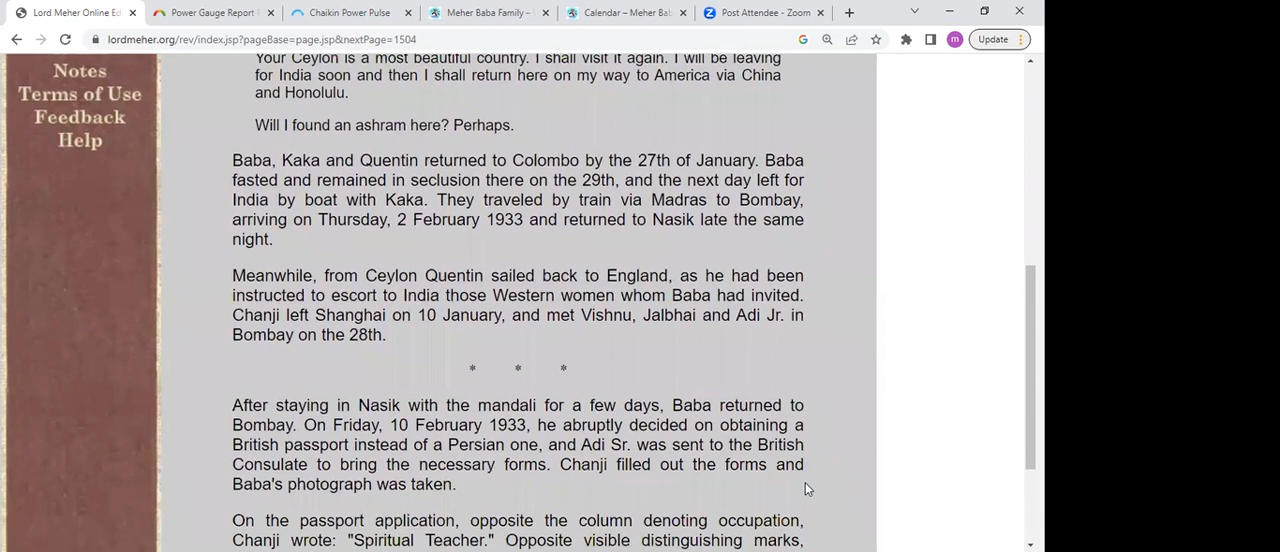 Lord Meher Online Ed
Power Gauge Report
Chaikin Power Pulse
Meher Baba Family –
Calendar – Meher Bab
Post Attendee - Zoom
lordmeher.org/rev/index.jsp?pageBase=page.jsp&nextPage=1504
m
Update
Notes
Terms of Use
Feedback
Help
Your Ceylon is a most beautiful country. I shall visit it again. I will be leaving
for India soon and then I shall return here on my way to America via China
and Honolulu.
Will I found an ashram here? Perhaps.
Baba, Kaka and Quentin returned to Colombo by the 27th of January. Baba
fasted and remained in seclusion there on the 29th, and the next day left for
India by boat with Kaka. They traveled by train via Madras to Bombay,
arriving on Thursday, 2 February 1933 and returned to Nasik late the same
night.
Meanwhile, from Ceylon Quentin sailed back to England, as he had been
instructed to escort to India those Western women whom Baba had invited.
Chanji left Shanghai on 10 January, and met Vishnu, Jalbhai and Adi Jr. in
Bombay on the 28th.
* * *
After staying in Nasik with the mandali for a few days, Baba returned to
Bombay. On Friday, 10 February 1933, he abruptly decided on obtaining a
British passport instead of a Persian one, and Adi Sr. was sent to the British
Consulate to bring the necessary forms. Chanji filled out the forms and
Baba's photograph was taken.
On the passport application, opposite the column denoting occupation,
Chanji wrote: "Spiritual Teacher." Opposite visible distinguishing marks,